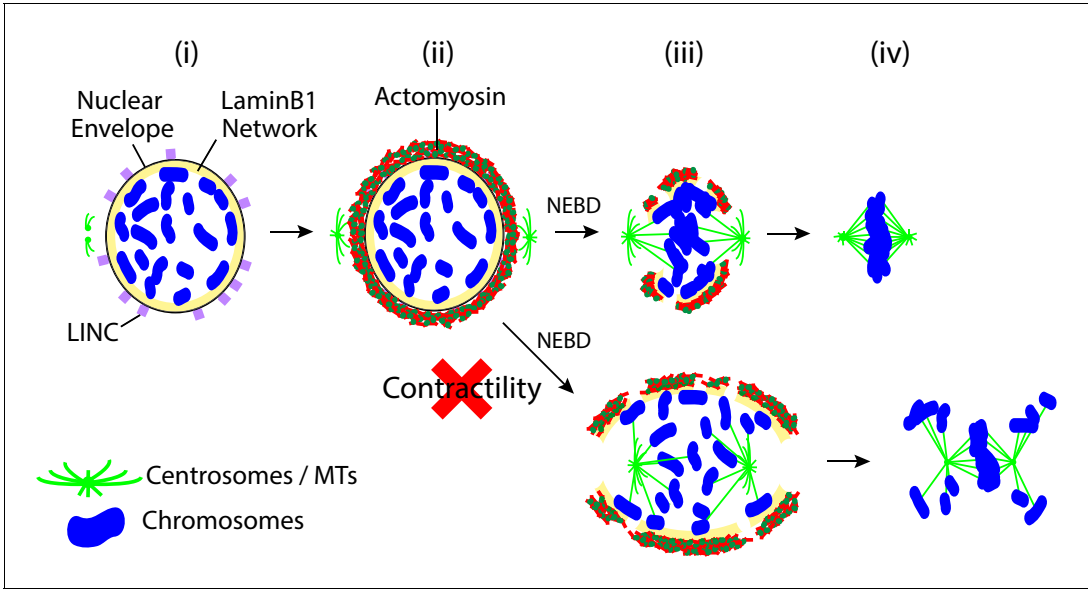 (i)
(ii)
(iii)
(iv)
Nuclear
Envelope
LaminB1
Network
Actomyosin
NEBD
LINC
NEBD
Contractility
Centrosomes / MTs
Chromosomes